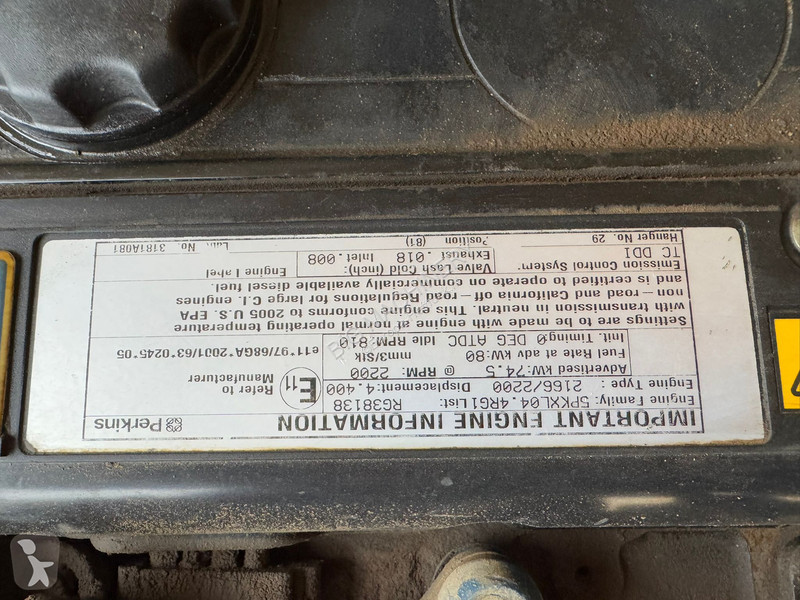 IMPORTANT ENGINE INFORMATION Perkins
Engine Family: 5PKXL04.4RG1 List: RG38138
Engine Type: 2166/2200 Displacement: 4.400
Advertised kW: 74.5 @ RPM: 2200
Fuel Rate at adv kW: 80 mm3/Stk
Init. Timing: 0 DEG ATDC Idle RPM: 810
E11
Refer to
Manufacturer
e11*97/68GA*2001/63*0245*05
Settings are to be made with engine at normal operating temperature
with transmission in neutral. This engine conforms to 2005 U.S. EPA
non - road and California off - road Regulations for large C.I. engines
and is certified to operate on commercially available diesel fuel.
Emission Control System: Valve Lash Cold (inch): Engine Label
TC DDI Exhaust .018 Inlet .008
Hanger No. 29 Position (81) No. 3181A081